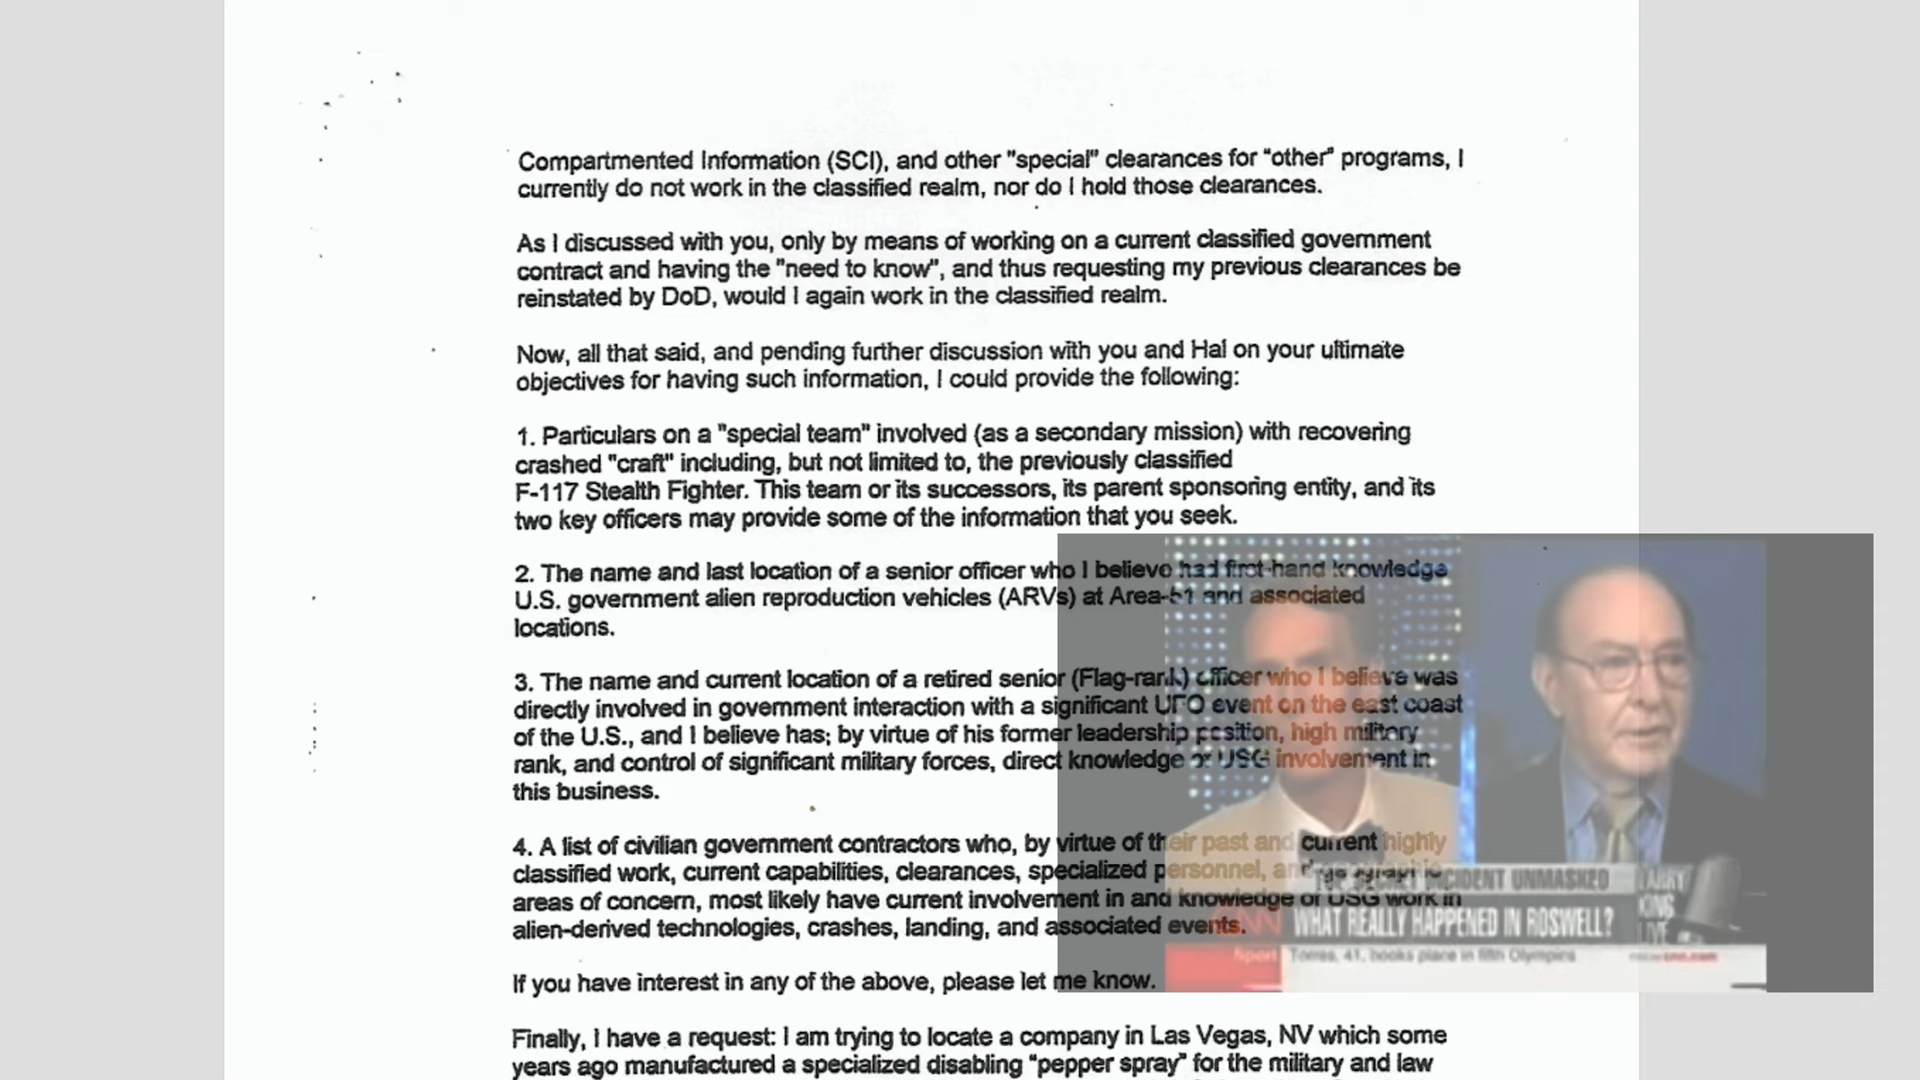 Compartmented Information (SCI), and other "special" clearances for "other" programs, I
currently do not work in the classified realm, nor do I hold those clearances.
As I discussed with you, only by means of working on a current classified government
contract and having the "need to know", and thus requesting my previous clearances be
reinstated by DoD, would I again work in the classified realm.
Now, all that said, and pending further discussion with you and Hal on your ultimate
objectives for having such information, I could provide the following:
1. Particulars on a "special team" involved (as a secondary mission) with recovering
crashed "craft" including, but not limited to, the previously classified
F-117 Stealth Fighter. This team or its successors, its parent sponsoring entity, and its
two key officers may provide some of the information that you seek.
2. The name and last location of a senior officer who I believe had first-hand knowledge
U.S. government alien reproduction vehicles (ARVs) at Area-51 and associated
locations.
3. The name and current location of a retired senior (Flag-rank) officer who I believe was
directly involved in government interaction with a significant UFO event on the east coast
of the U.S., and I believe has; by virtue of his former leadership position, high military
rank, and control of significant military forces, direct knowledge or USG involvement in
this business.
4. A list of civilian government contractors who, by virtue of their past and current highly
classified work, current capabilities, clearances, specialized personnel, and geographic
areas of concern, most likely have current involvement in and knowledge of USG work in
alien-derived technologies, crashes, landing, and associated events.
If you have interest in any of the above, please let me know.
Finally, I have a request: I am trying to locate a company in Las Vegas, NV which some
years ago manufactured a specialized disabling "pepper spray" for the military and law
SECRET INCIDENT UNMASKED
LARRY
KING
LIVE
CNN
WHAT REALLY HAPPENED IN ROSWELL?
Sport
Torres, 41, books place in fifth Olympics